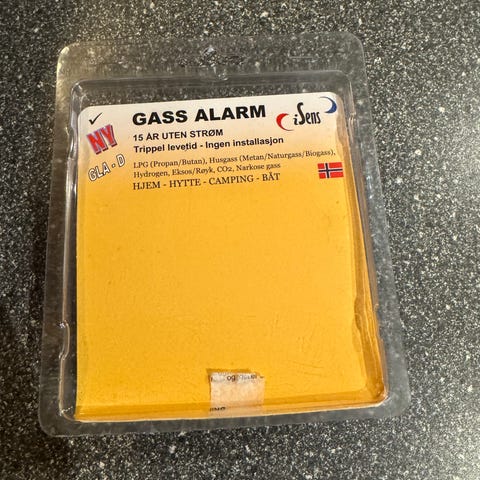 GASS ALARM
iSens
15 ÅR UTEN STRØM
Trippel levetid - Ingen installasjon
NY
GLA - D
LPG (Propan/Butan), Husgass (Metan/Naturgass/Biogass),
Hydrogen, Eksos/Røyk, CO2, Narkose gass
HJEM - HYTTE - CAMPING - BÅT
og